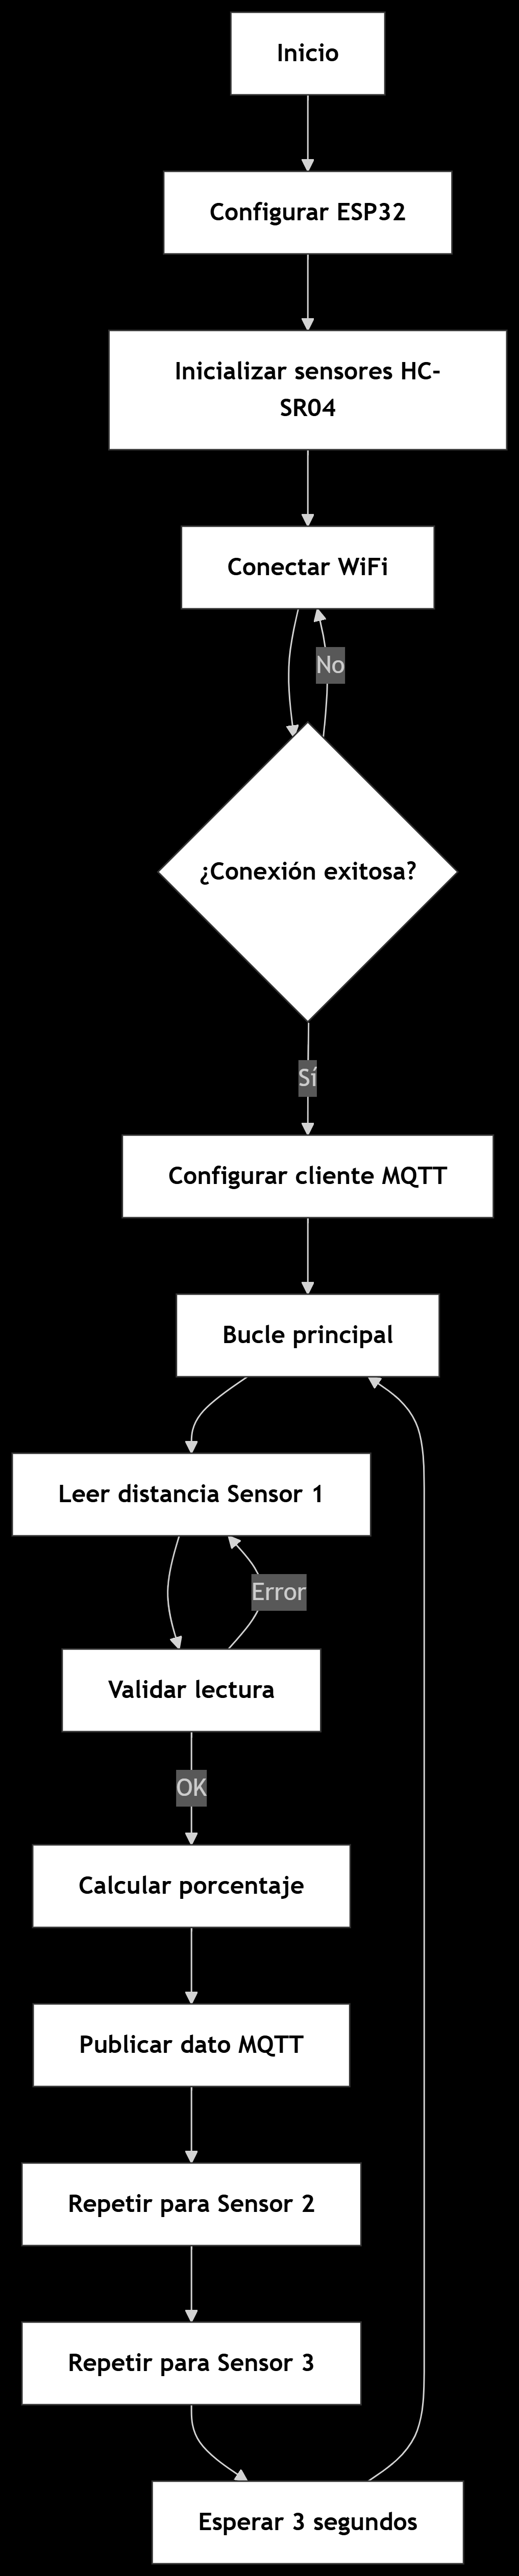 Inicio
Configurar ESP32
Inicializar sensores HC-
SR04
Conectar WiFi
No
¿Conexión exitosa?
Sí
Configurar cliente MQTT
Bucle principal
Leer distancia Sensor 1
Error
Validar lectura
OK
Calcular porcentaje
Publicar dato MQTT
Repetir para Sensor 2
Repetir para Sensor 3
Esperar 3 segundos